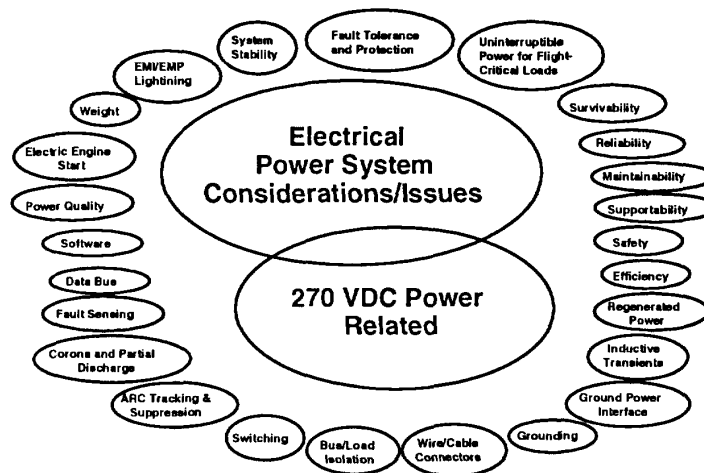 System
Stability
Fault Tolerance
and Protection
Uninterruptible
Power for Flight-
Critical Loads
EMI/EMP
Lightining
Weight
Survivability
Electrical
Power System
Considerations/Issues
Reliability
Electric Engine
Start
Maintainability
Power Quality
Supportability
Software
Safety
Data Bus
Efficiency
270 VDC Power
Related
Fault Sensing
Regenerated
Power
Corona and Partial
Discharge
Inductive
Transients
ARC Tracking &
Suppression
Ground Power
Interface
Switching
Bus/Load
Isolation
Wire/Cable
Connectors
Grounding